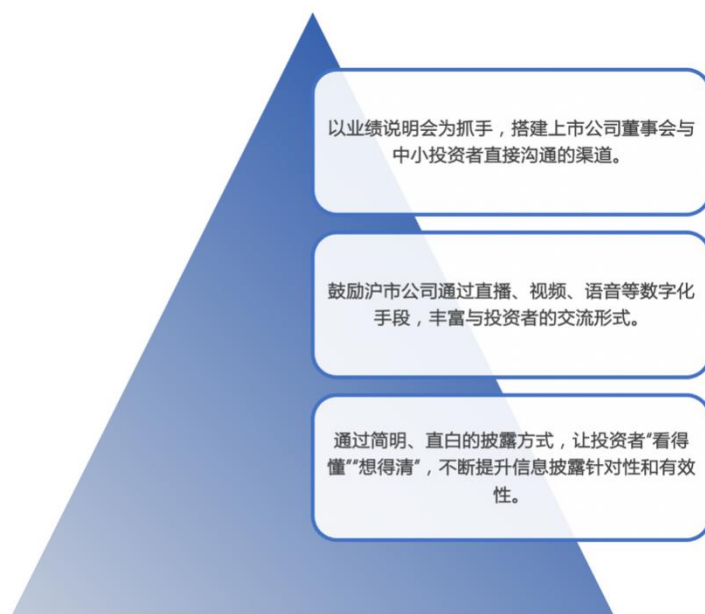 以业绩说明会为抓手，搭建上市公司董事会与
中小投资者直接沟通的渠道。
鼓励沪市公司通过直播、视频、语音等数字化
手段，丰富与投资者的交流形式。
通过简明、直白的披露方式，让投资者“看得
懂”“想得清”，不断提升信息披露针对性和有效
性。